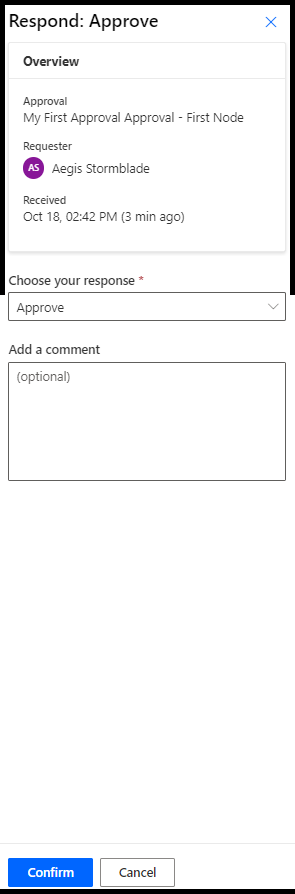 Respond: Approve
Overview
Approval
My First Approval Approval - First Node
Requester
AS Aegis Stormblade
Received
Oct 18, 02:42 PM (3 min ago)
Choose your response *
Approve
Add a comment
(optional)
Confirm Cancel